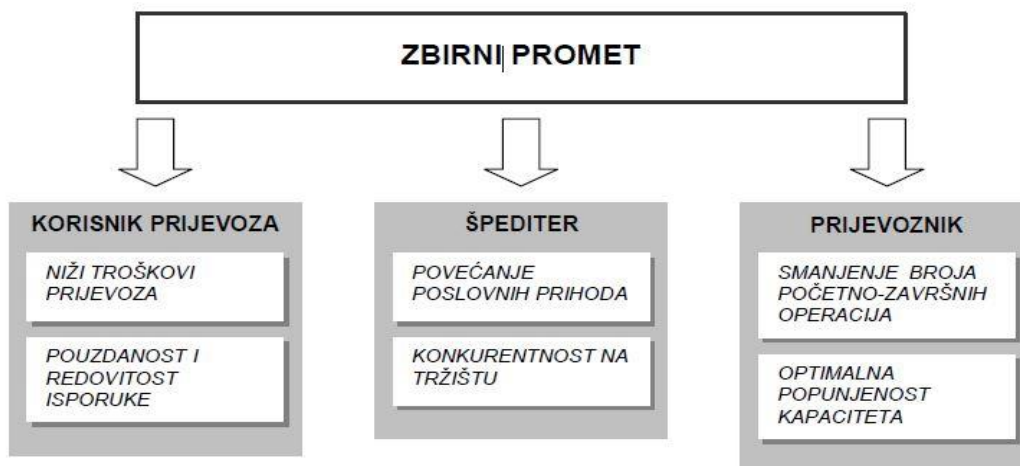 ZBIRNI PROMET
KORISNIK PRIJEVOZA
NIŽI TROŠKOVI
PRIJEVOZA
POUZDANOST I
REDOVITOST
ISPORUKE
ŠPEDITER
POVEĆANJE
POSLOVNIH PRIHODA
KONKURENTNOST NA
TRŽIŠTU
PRIJEVOZNIK
SMANJENJE BROJA
POČETNO-ZAVRŠNIH
OPERACIJA
OPTIMALNA
POPUNJENOST
KAPACITETA